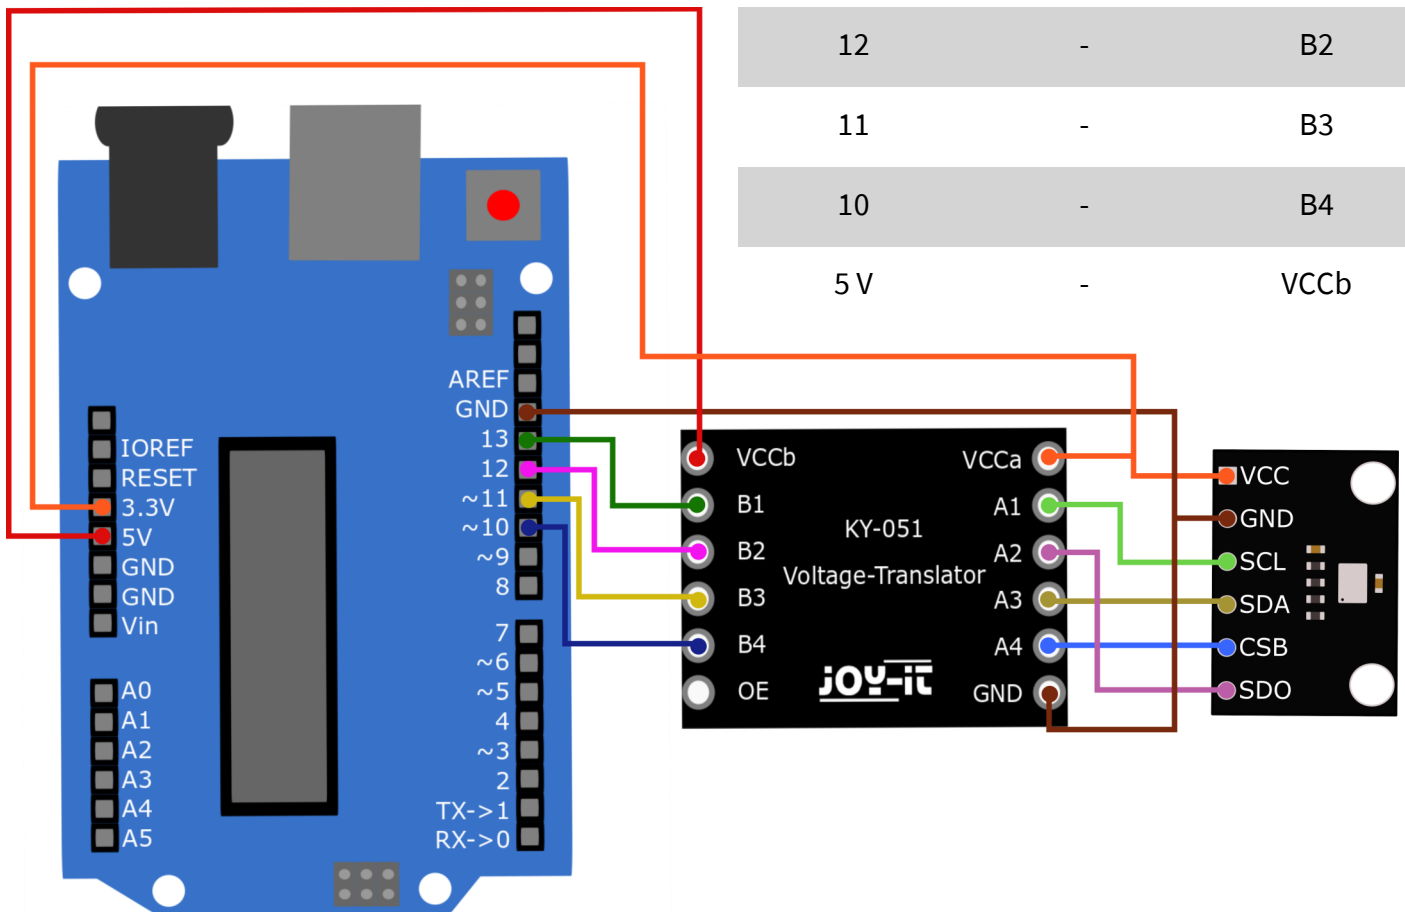 12 - B2
11 - B3
10 - B4
5 V - VCCb
AREF
GND
13
12
~11
~10
~9
8
7
~6
~5
4
~3
2
TX->1
RX->0
IOREF
RESET
3.3V
5V
GND
GND
Vin
A0
A1
A2
A3
A4
A5
VCCb
B1
B2
B3
B4
OE
KY-051
Voltage-Translator
JOY-IT
VCCa
A1
A2
A3
A4
GND
VCC
GND
SCL
SDA
CSB
SDO